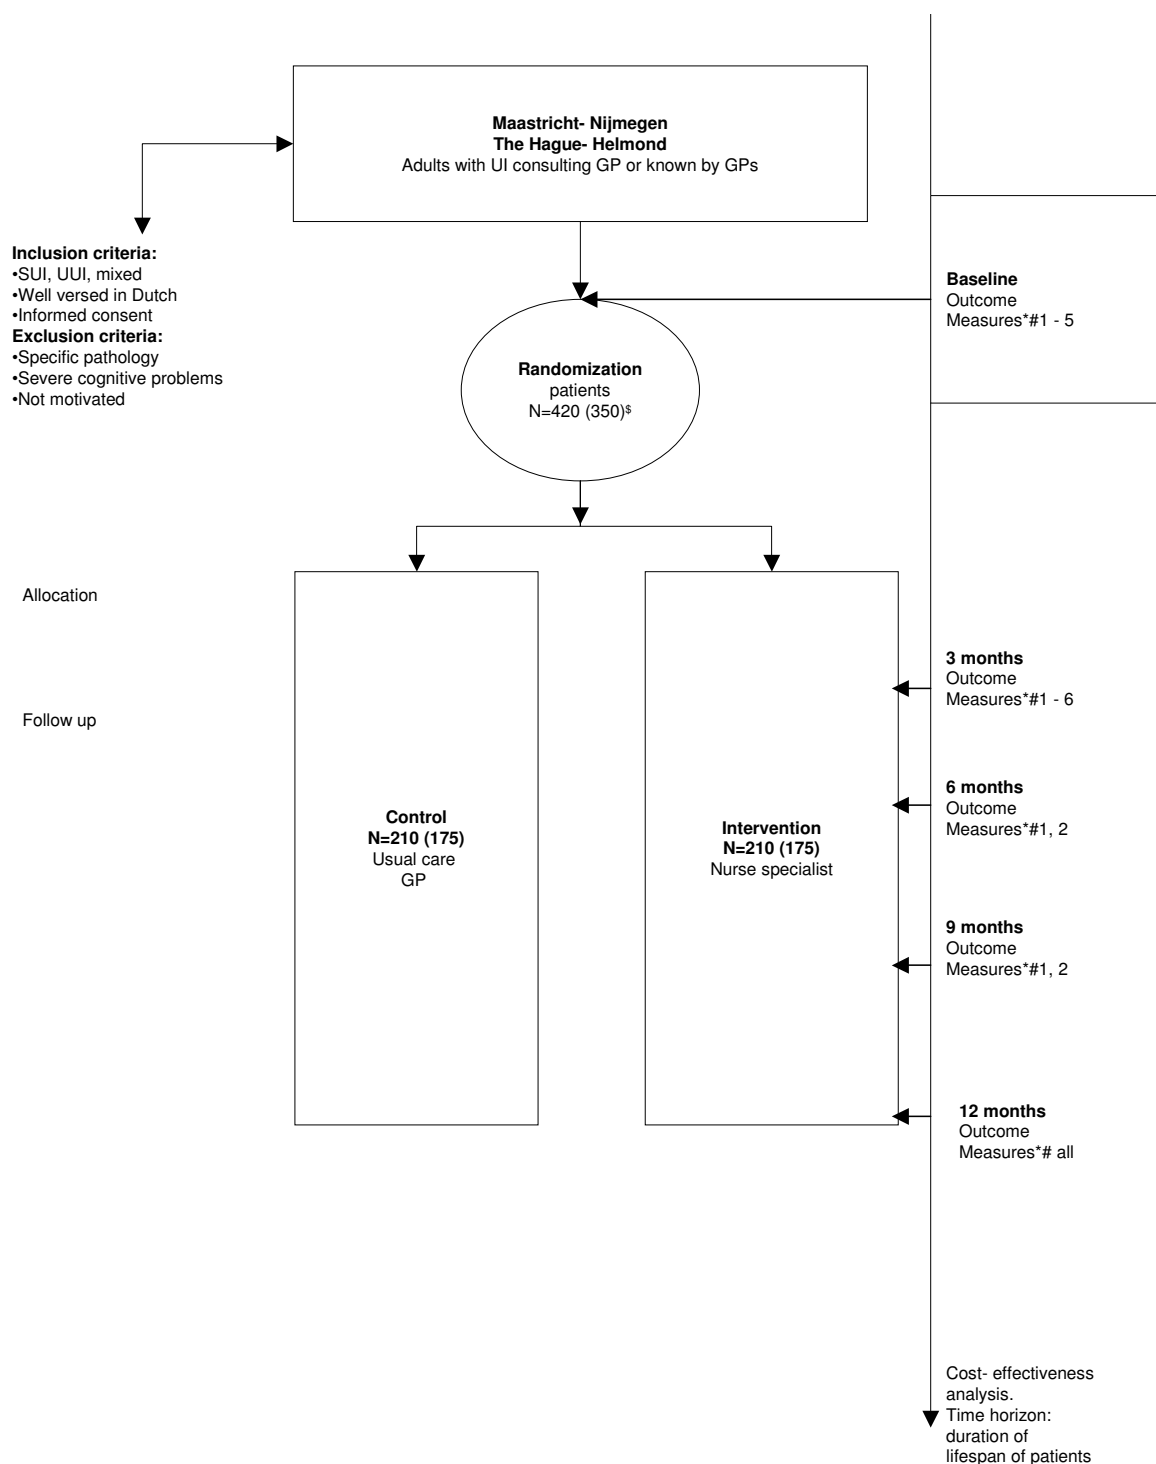 Maastricht- Nijmegen
The Hague- Helmond
Adults with UI consulting GP or known by GPs
Inclusion criteria:
•SUI, UUI, mixed
•Well versed in Dutch
•Informed consent
Exclusion criteria:
•Specific pathology
•Severe cognitive problems
•Not motivated
Baseline
Outcome
Measures*#1 - 5
Randomization
patients
N=420 (350)$
Allocation
Follow up
Control
N=210 (175)
Usual care
GP
Intervention
N=210 (175)
Nurse specialist
3 months
Outcome
Measures*#1 - 6
6 months
Outcome
Measures*#1, 2
9 months
Outcome
Measures*#1, 2
12 months
Outcome
Measures*# all
Cost- effectiveness
analysis.
Time horizon:
duration of
lifespan of patients